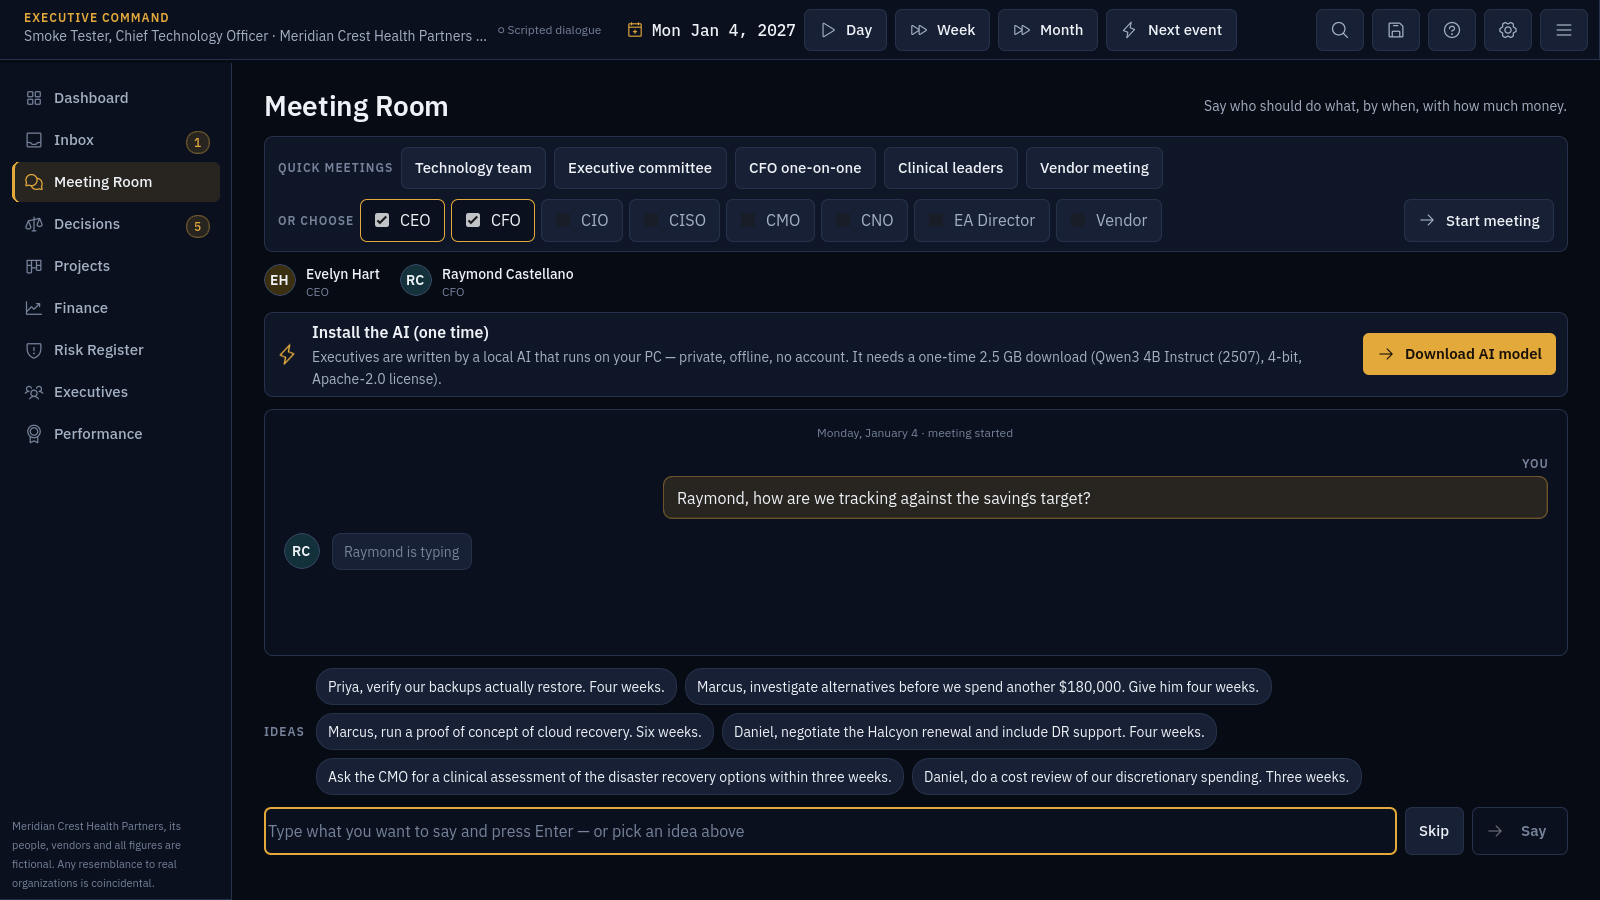 EXECUTIVE COMMAND
Smoke Tester, Chief Technology Officer · Meridian Crest Health Partners ...
Scripted dialogue
Mon Jan 4, 2027
Day
Week
Month
Next event
Dashboard
Inbox
1
Meeting Room
Decisions
5
Projects
Finance
Risk Register
Executives
Performance
Meridian Crest Health Partners, its
people, vendors and all figures are
fictional. Any resemblance to real
organizations is coincidental.
Meeting Room
Say who should do what, by when, with how much money.
QUICK MEETINGS
Technology team
Executive committee
CFO one-on-one
Clinical leaders
Vendor meeting
OR CHOOSE
CEO
CFO
CIO
CISO
CMO
CNO
EA Director
Vendor
Start meeting
EH
Evelyn Hart
CEO
RC
Raymond Castellano
CFO
Install the AI (one time)
Executives are written by a local AI that runs on your PC — private, offline, no account. It needs a one-time 2.5 GB download (Qwen3 4B Instruct (2507), 4-bit,
Apache-2.0 license).
Download AI model
Monday, January 4 · meeting started
YOU
Raymond, how are we tracking against the savings target?
RC
Raymond is typing
IDEAS
Priya, verify our backups actually restore. Four weeks.
Marcus, investigate alternatives before we spend another $180,000. Give him four weeks.
Marcus, run a proof of concept of cloud recovery. Six weeks.
Daniel, negotiate the Halcyon renewal and include DR support. Four weeks.
Ask the CMO for a clinical assessment of the disaster recovery options within three weeks.
Daniel, do a cost review of our discretionary spending. Three weeks.
Type what you want to say and press Enter — or pick an idea above
Skip
Say